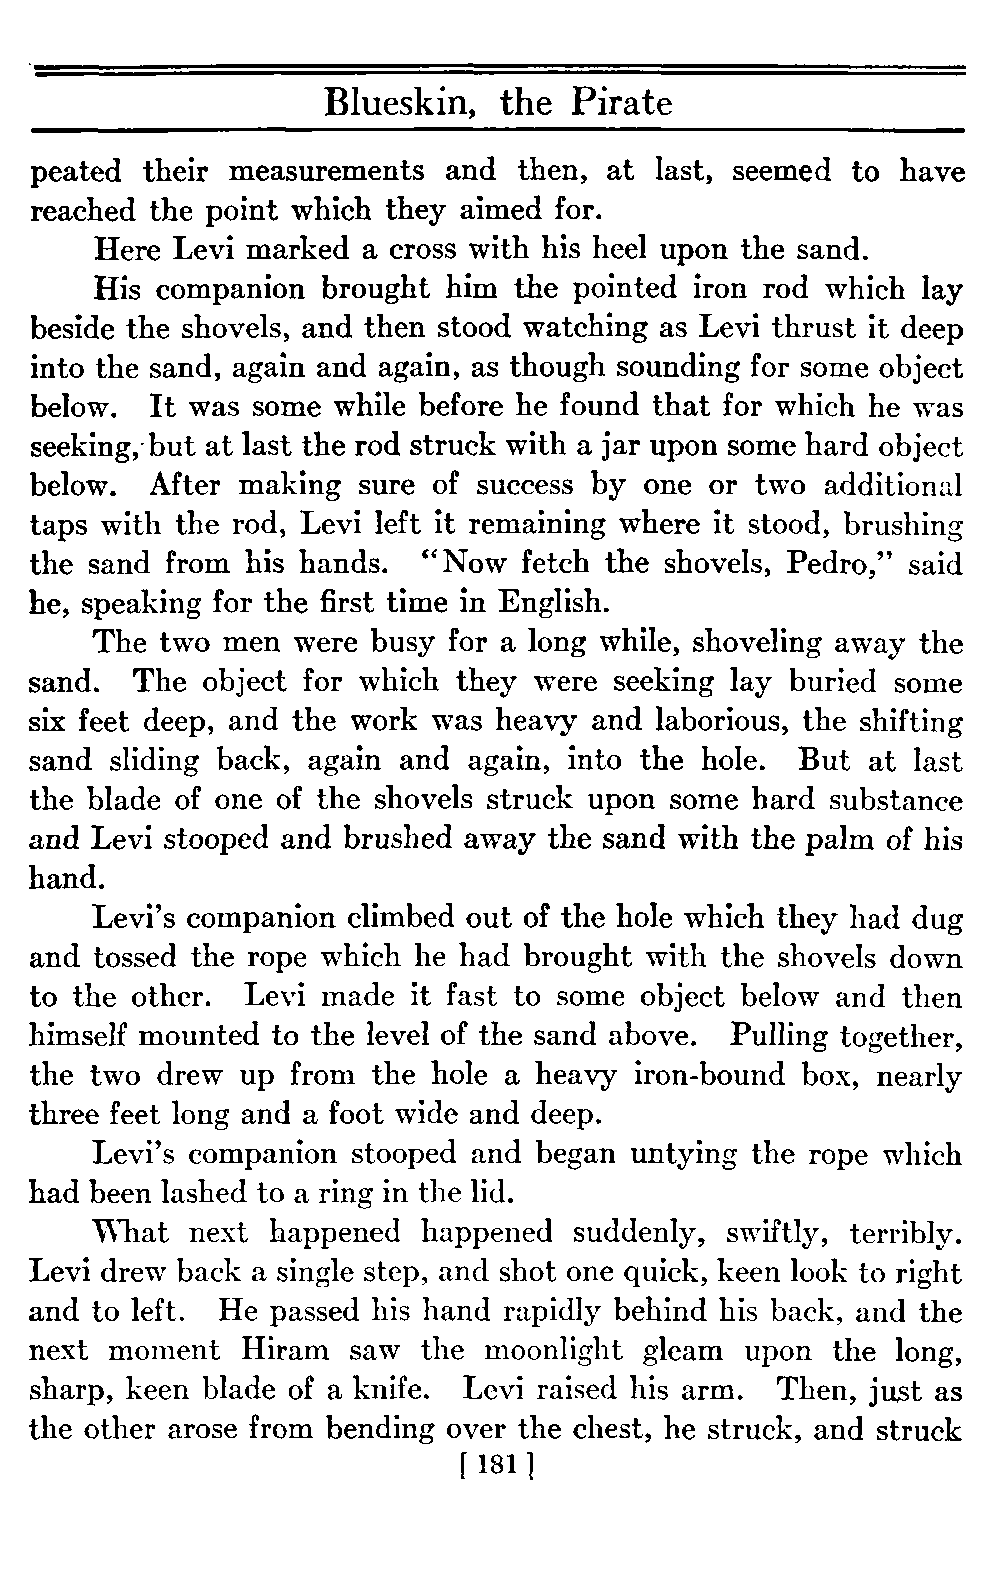 Blueskin, the Pirate
peated their measurements and then, at last, seemed to have
reached the point which they aimed for.
Here Levi marked a cross with his heel upon the sand.
His companion brought him the pointed iron rod which lay
beside the shovels, and then stood watching as Levi thrust it deep
into the sand, again and again, as though sounding for some object
below. It was some while before he found that for which he was
seeking, but at last the rod struck with a jar upon some hard object
below. After making sure of success by one or two additional
taps with the rod, Levi left it remaining where it stood, brushing
the sand from his hands. “Now fetch the shovels, Pedro,” said
he, speaking for the first time in English.
The two men were busy for a long while, shoveling away the
sand. The object for which they were seeking lay buried some
six feet deep, and the work was heavy and laborious, the shifting
sand sliding back, again and again, into the hole. But at last
the blade of one of the shovels struck upon some hard substance
and Levi stooped and brushed away the sand with the palm of his
hand.
Levi’s companion climbed out of the hole which they had dug
and tossed the rope which he had brought with the shovels down
to the other. Levi made it fast to some object below and then
himself mounted to the level of the sand above. Pulling together,
the two drew up from the hole a heavy iron-bound box, nearly
three feet long and a foot wide and deep.
Levi’s companion stooped and began untying the rope which
had been lashed to a ring in the lid.
What next happened happened suddenly, swiftly, terribly.
Levi drew back a single step, and shot one quick, keen look to right
and to left. He passed his hand rapidly behind his back, and the
next moment Hiram saw the moonlight gleam upon the long,
sharp, keen blade of a knife. Levi raised his arm. Then, just as
the other arose from bending over the chest, he struck, and struck
[ 181 ]